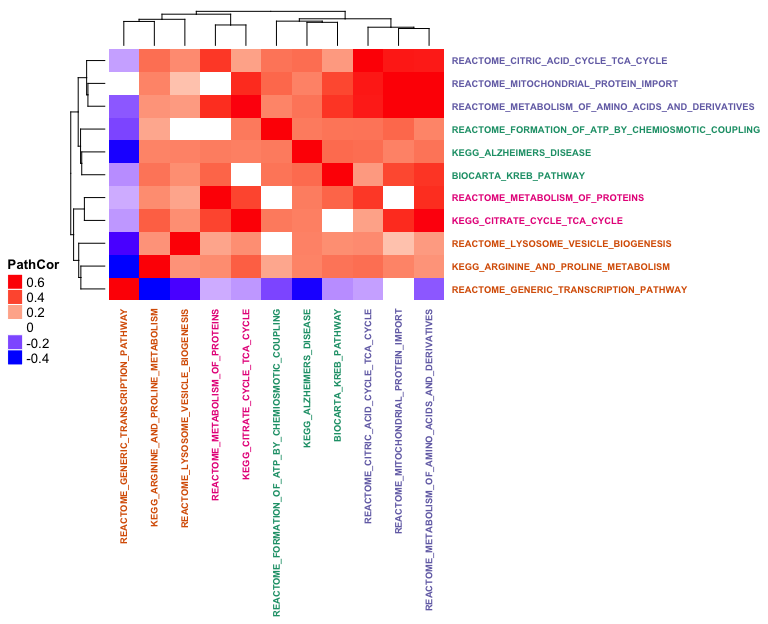 REACTOME_CITRIC_ACID_CYCLE_TCA_CYCLE
REACTOME_MITOCHONDRIAL_PROTEIN_IMPORT
REACTOME_METABOLISM_OF_AMINO_ACIDS_AND_DERIVATIVES
REACTOME_FORMATION_OF_ATP_BY_CHEMIOSMOTIC_COUPLING
KEGG_ALZHEIMERS_DISEASE
BIOCARTA_KREB_PATHWAY
REACTOME_METABOLISM_OF_PROTEINS
KEGG_CITRATE_CYCLE_TCA_CYCLE
REACTOME_LYSOSOME_VESICLE_BIOGENESIS
KEGG_ARGININE_AND_PROLINE_METABOLISM
REACTOME_GENERIC_TRANSCRIPTION_PATHWAY
PathCor
0.6
0.4
0.2
0
-0.2
-0.4
REACTOME_GENERIC_TRANSCRIPTION_PATHWAY
KEGG_ARGININE_AND_PROLINE_METABOLISM
REACTOME_LYSOSOME_VESICLE_BIOGENESIS
REACTOME_METABOLISM_OF_PROTEINS
KEGG_CITRATE_CYCLE_TCA_CYCLE
REACTOME_FORMATION_OF_ATP_BY_CHEMIOSMOTIC_COUPLING
KEGG_ALZHEIMERS_DISEASE
BIOCARTA_KREB_PATHWAY
REACTOME_CITRIC_ACID_CYCLE_TCA_CYCLE
REACTOME_MITOCHONDRIAL_PROTEIN_IMPORT
REACTOME_METABOLISM_OF_AMINO_ACIDS_AND_DERIVATIVES